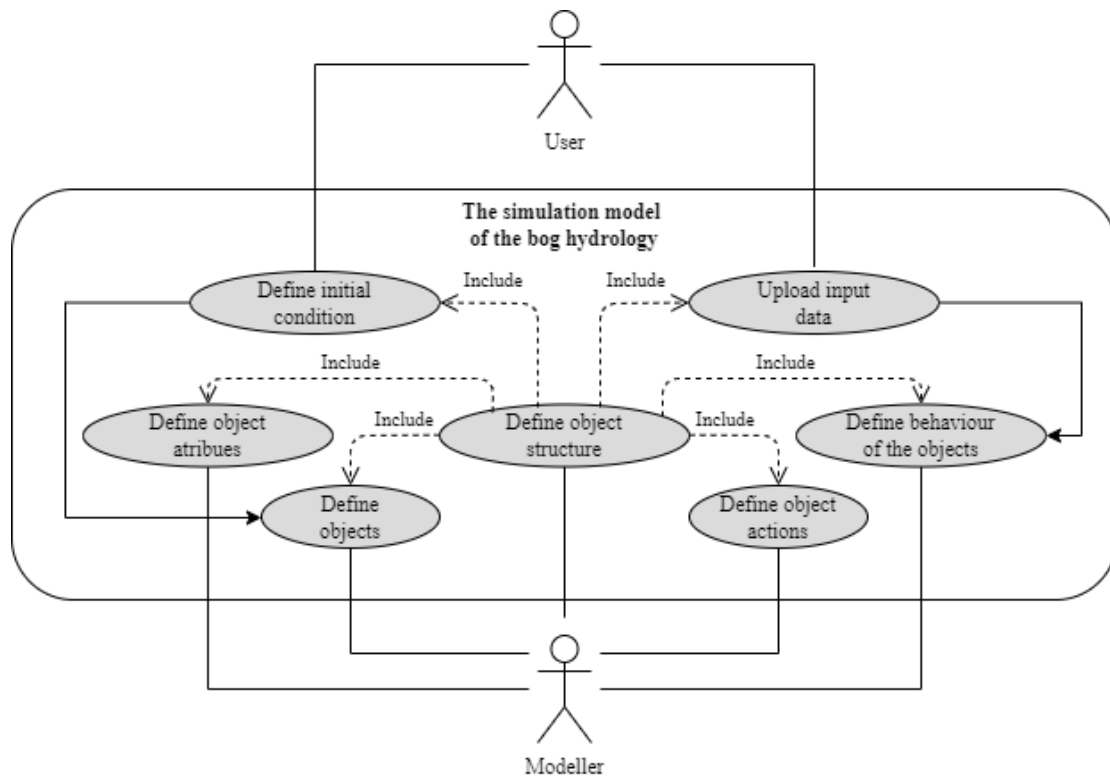 User
The simulation model
of the bog hydrology
Include
Include
Define initial
condition
Upload input
data
Include
Include
Define object
atribues
Include
Define object
structure
Include
Define behaviour
of the objects
Define
objects
Define object
actions
Modeller